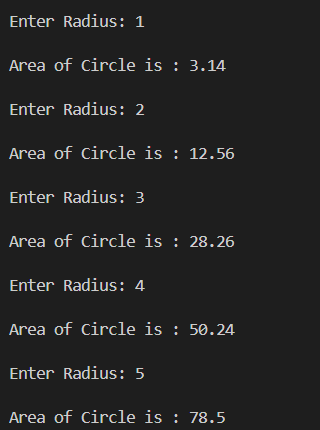 Enter Radius: 1
Area of Circle is : 3.14
Enter Radius: 2
Area of Circle is : 12.56
Enter Radius: 3
Area of Circle is : 28.26
Enter Radius: 4
Area of Circle is : 50.24
Enter Radius: 5
Area of Circle is : 78.5